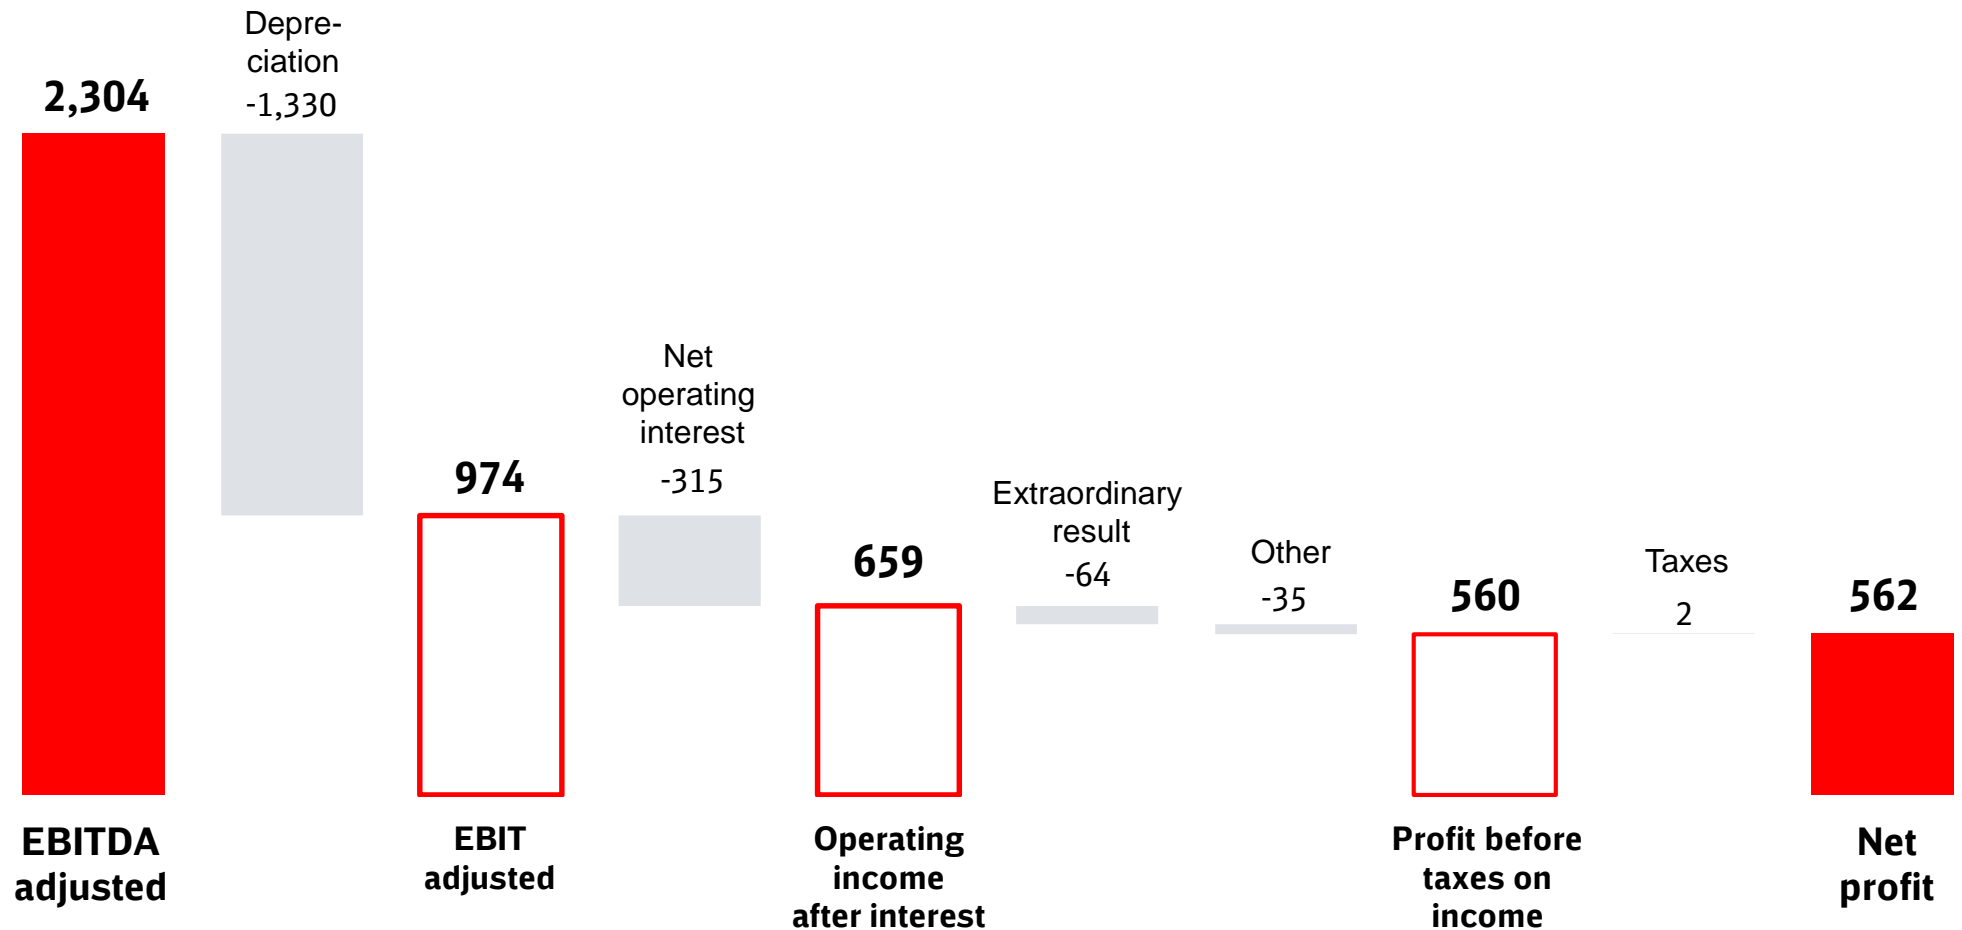 2,304
Depre-
ciation
-1,330
974
Net
operating
interest
-315
659
Extraordinary
result
-64
Other
-35
560
Taxes
2
562
EBITDA
adjusted
EBIT
adjusted
Operating
income
after interest
Profit before
taxes on
income
Net
profit